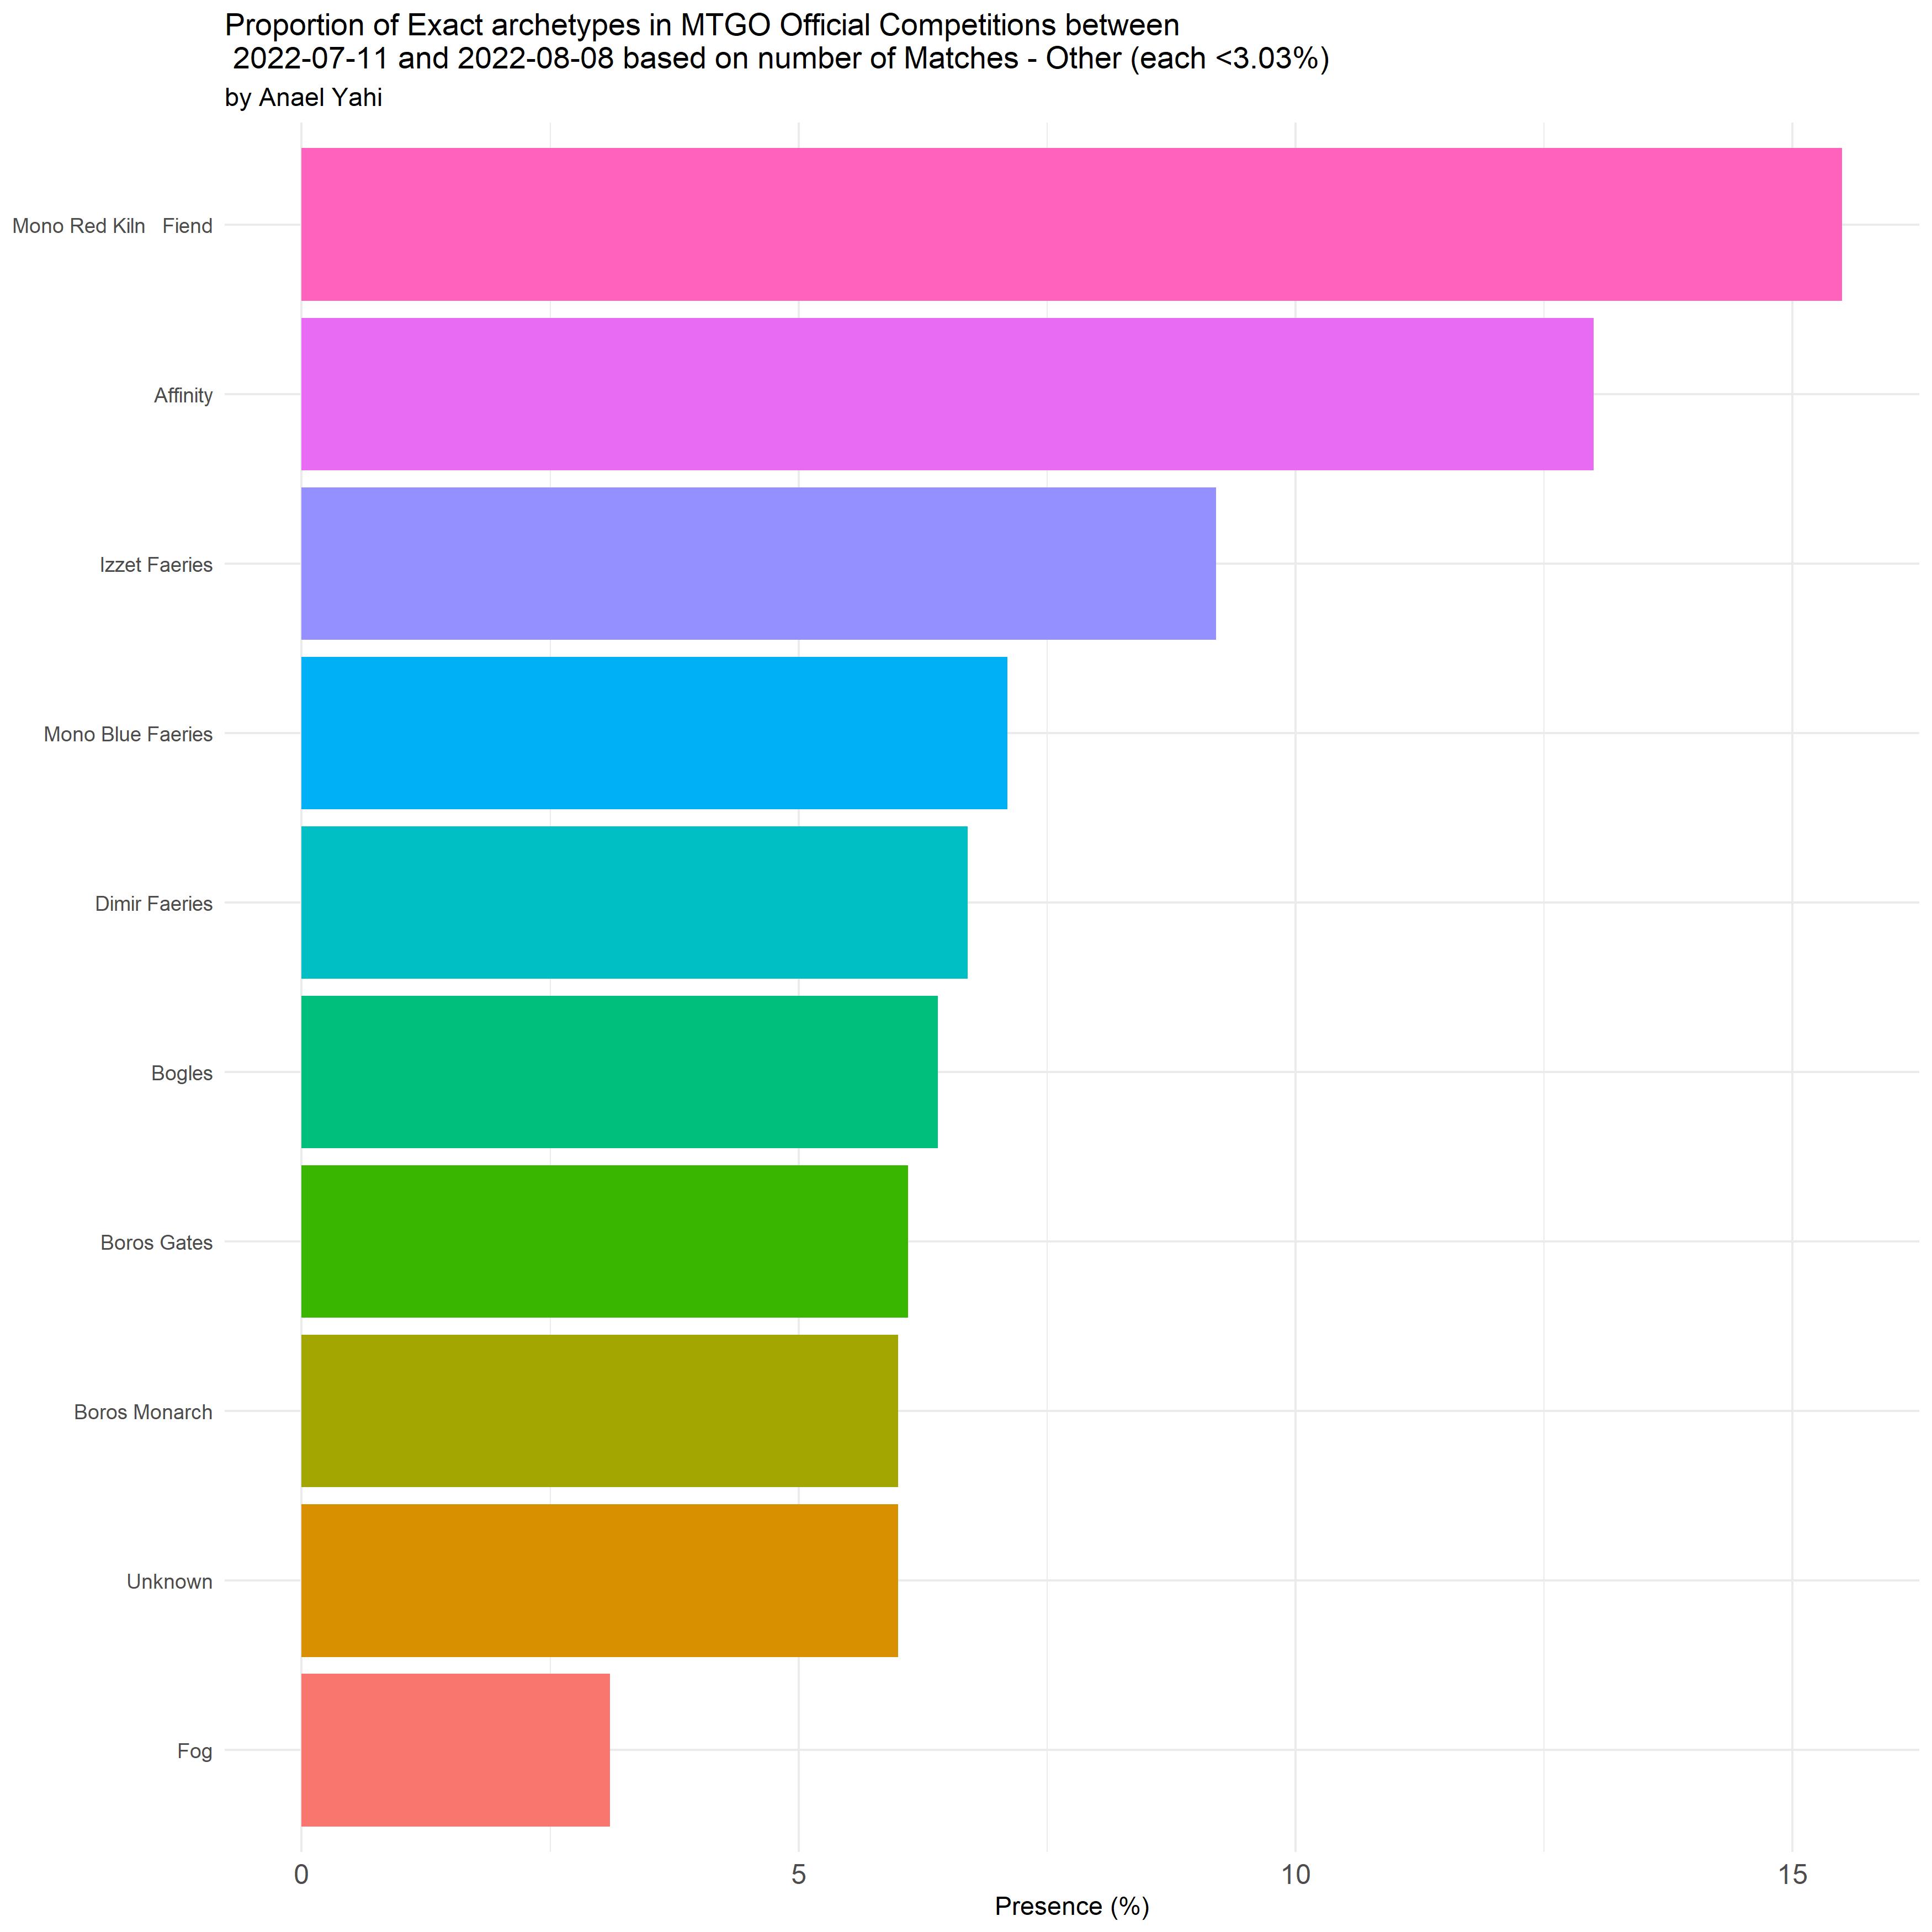 Proportion of Exact archetypes in MTGO Official Competitions between
2022-07-11 and 2022-08-08 based on number of Matches - Other (each <3.03%)
by Anael Yahi
Mono Red Kiln   Fiend
Affinity
Izzet Faeries
Mono Blue Faeries
Dimir Faeries
Bogles
Boros Gates
Boros Monarch
Unknown
Fog
0 5 10 15
Presence (%)